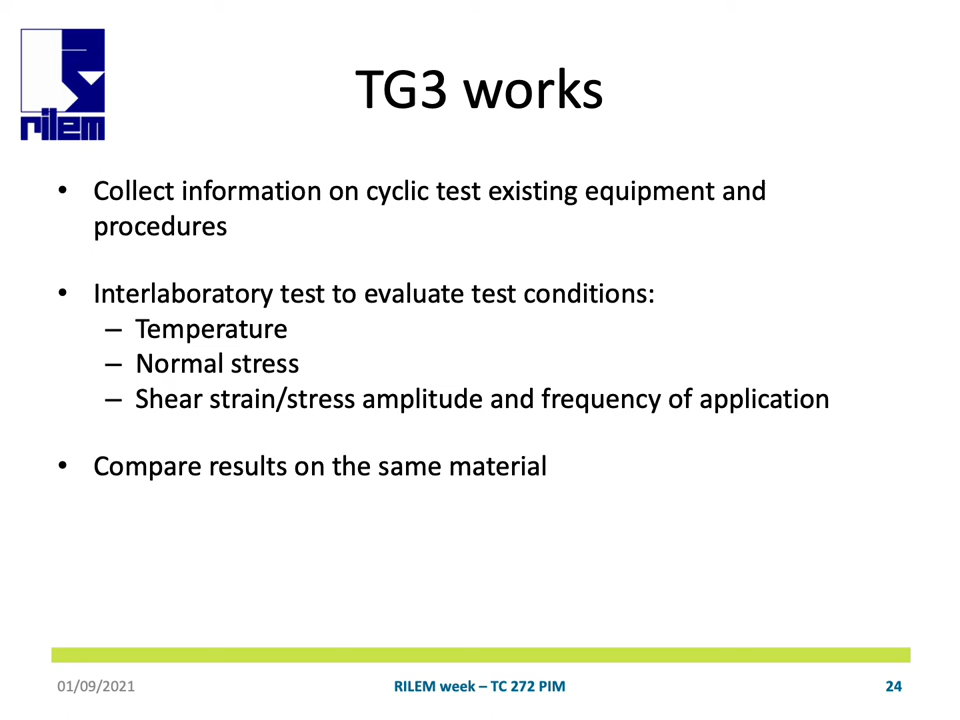 rilem
TG3 works
• Collect information on cyclic test existing equipment and
procedures
• Interlaboratory test to evaluate test conditions:
– Temperature
– Normal stress
– Shear strain/stress amplitude and frequency of application
• Compare results on the same material
01/09/2021
RILEM week – TC 272 PIM
24